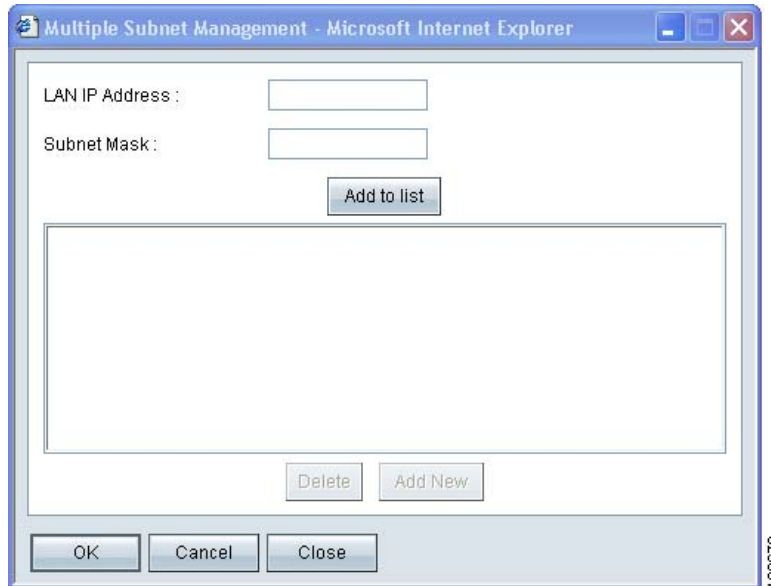 Multiple Subnet Management - Microsoft Internet Explorer
LAN IP Address :
Subnet Mask :
Add to list
Delete Add New
OK Cancel Close